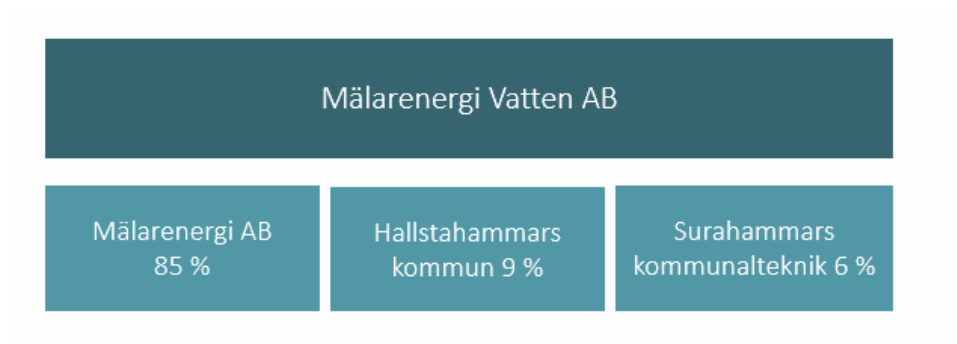 Mälarenergi Vatten AB
Mälarenergi AB
85 %
Hallstahammars
kommun 9 %
Surahammars
kommunalteknik 6 %